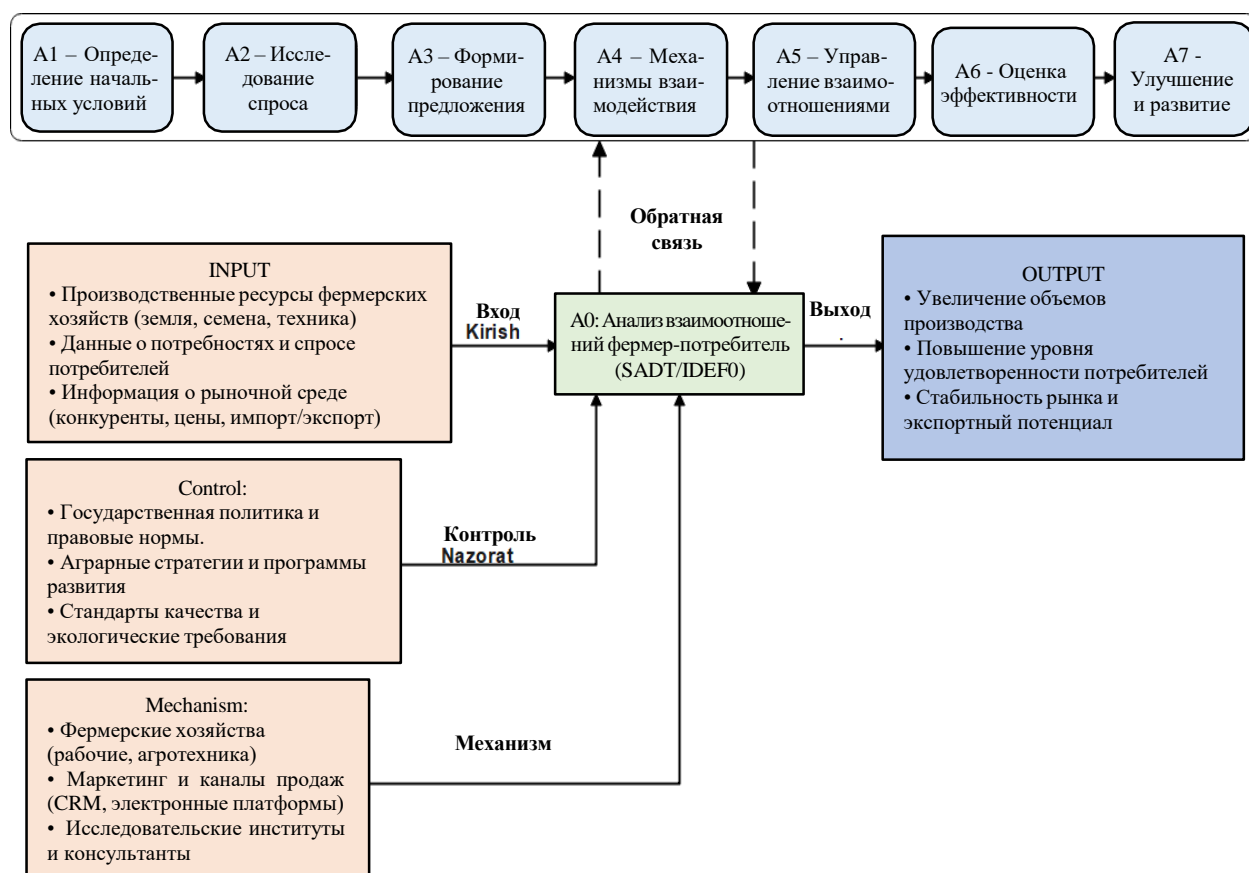 A1 – Опреде-
ление началь-
ных условий
A2 – Иссле-
дование
спроса
A3 – Форми-
рование
предложения
A4 – Меха-
низмы взаи-
модействия
A5 – Управ-
ление взаимо-
отношениями
A6 - Оценка
эффективности
A7 -
Улучшение
и развитие
Обратная
связь
INPUT
• Производственные ресурсы фермерских
хозяйств (земля, семена, техника)
• Данные о потребностях и спросе
потребителей
• Информация о рыночной среде
(конкуренты, цены, импорт/экспорт)
Вход
Kirish
A0: Анализ взаимоотноше-
ний фермер-потребитель
(SADT/IDEF0)
Выход
.
OUTPUT
• Увеличение объемов
производства
• Повышение уровня
удовлетворенности потребителей
• Стабильность рынка и
экспортный потенциал
Control:
• Государственная политика и
правовые нормы.
• Аграрные стратегии и программы
развития
• Стандарты качества и
экологические требования
Контроль
Nazorat
Mechanism:
• Фермерские хозяйства
(рабочие, агротехника)
• Маркетинг и каналы продаж
(CRM, электронные платформы)
• Исследовательские институты
и консультанты
Механизм